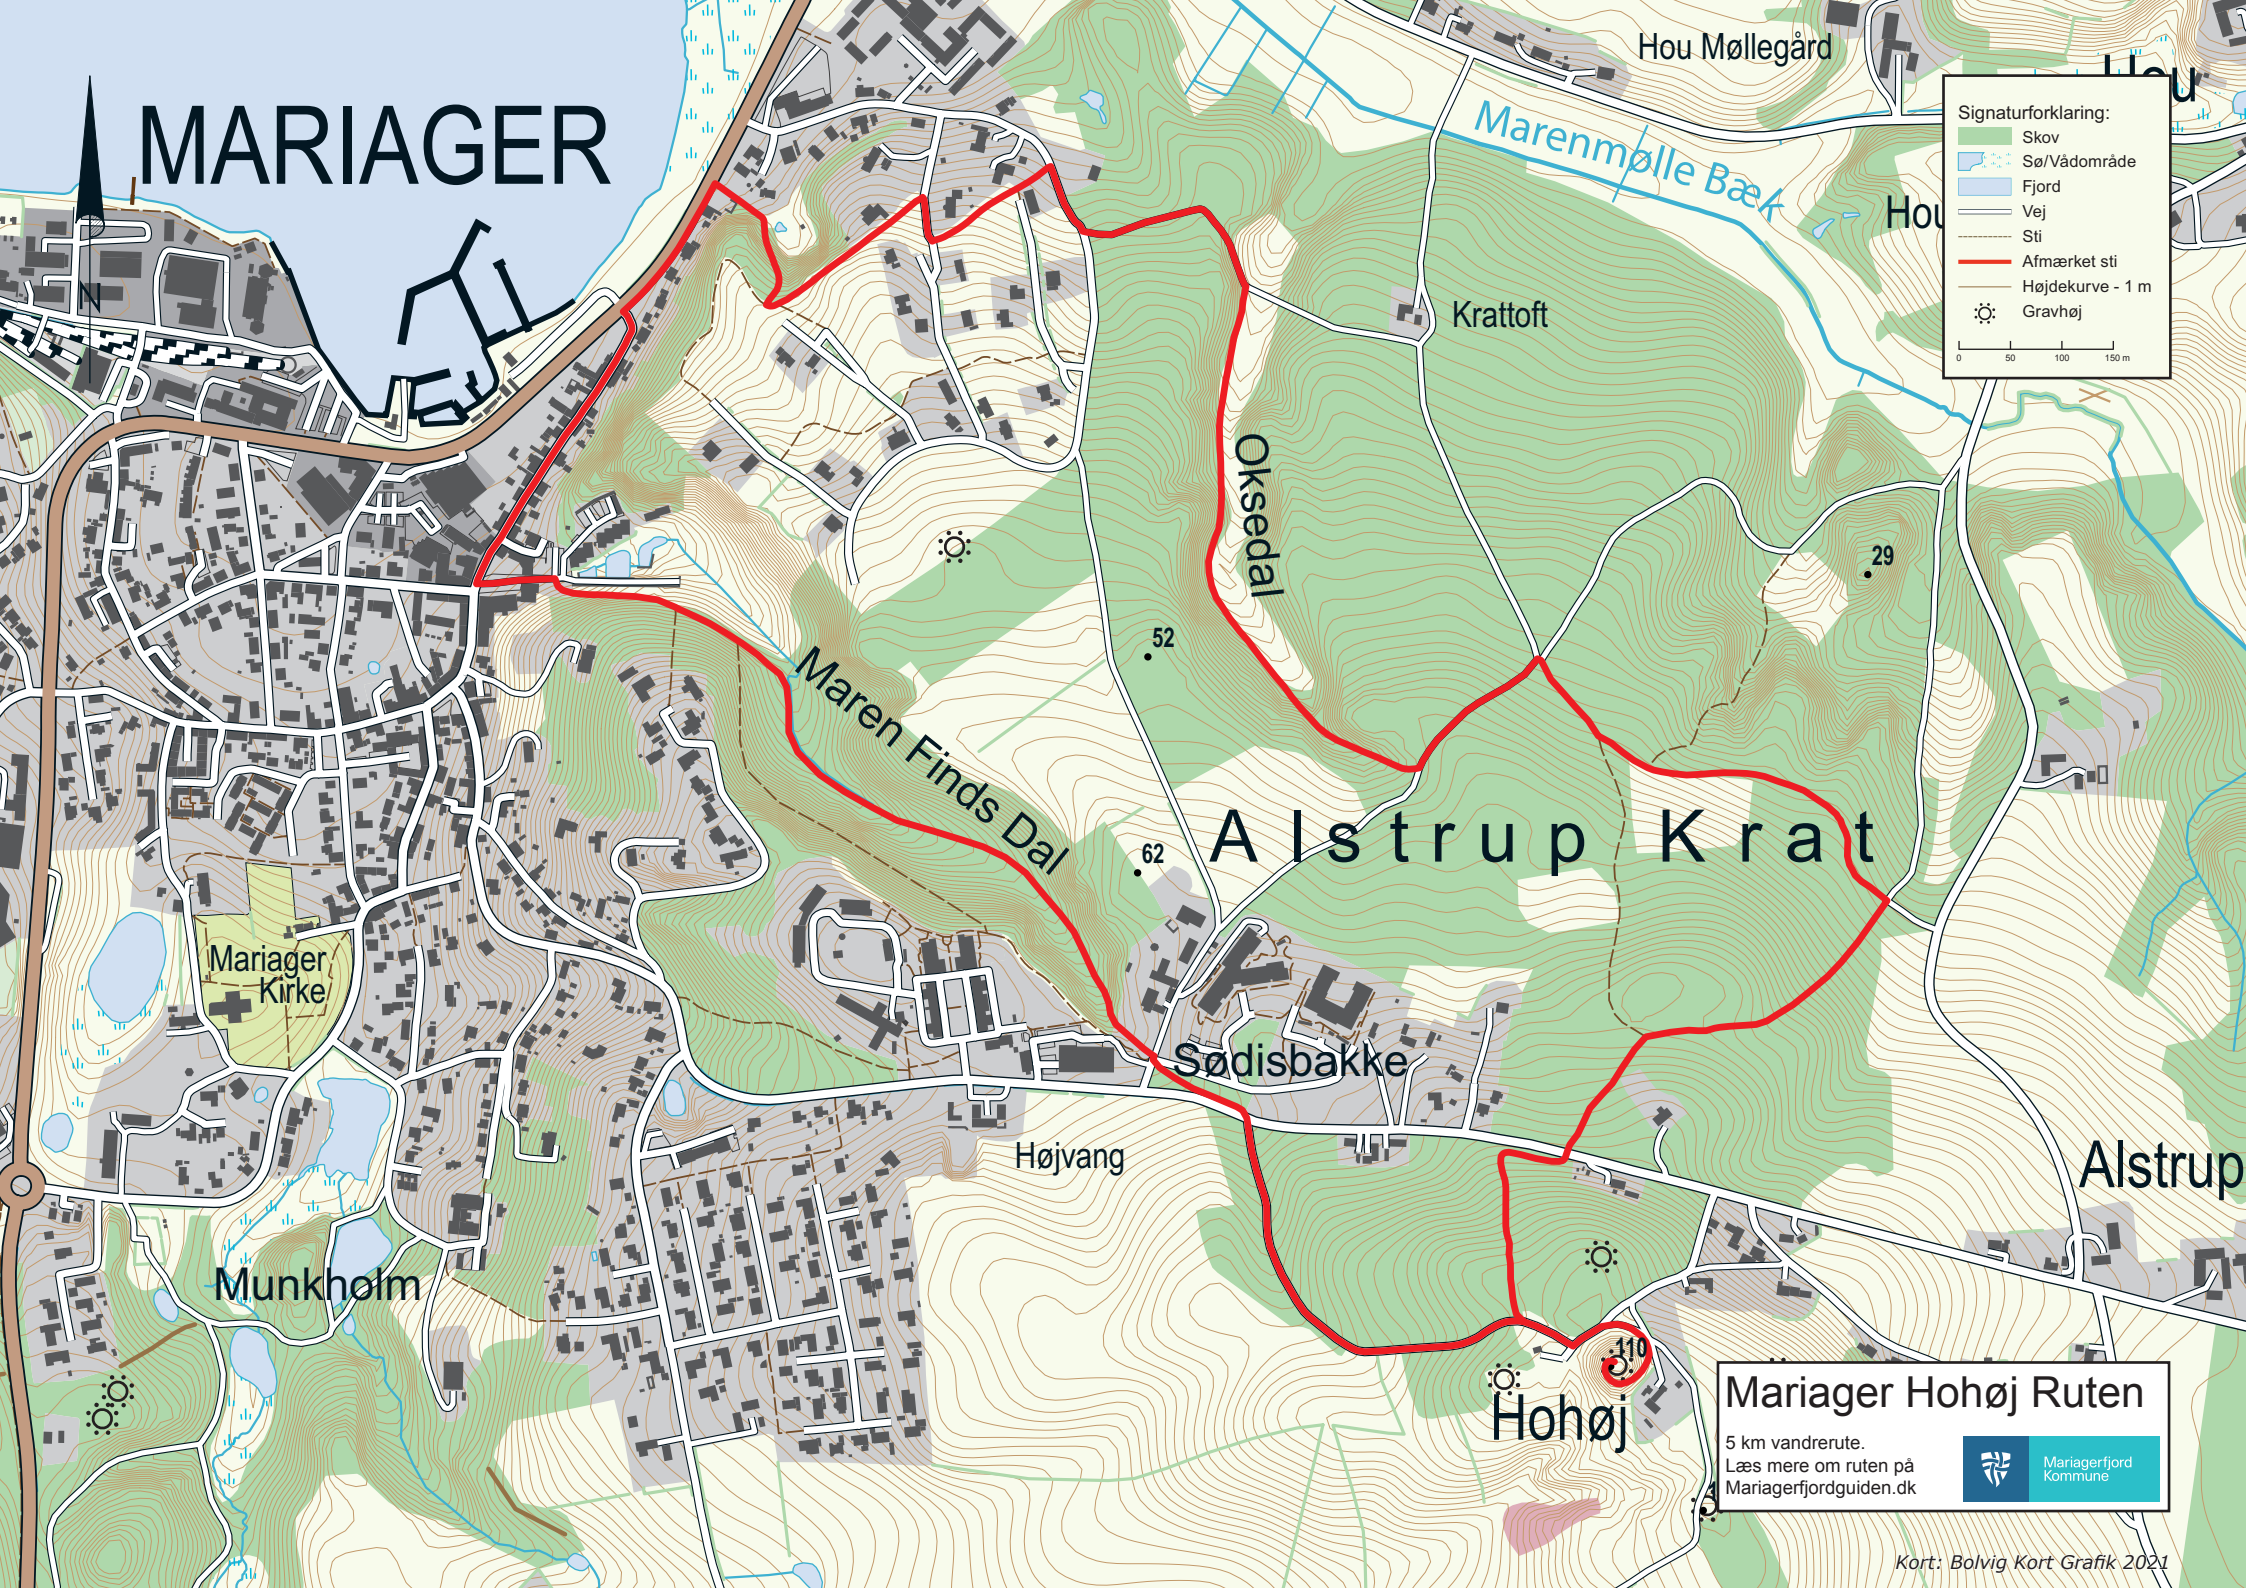 MARIAGER
N
Hou Møllegård
Marenmølle Bæk
Signaturforklaring:
Skov
Sø/Vådområde
Fjord
Vej
Sti
Afmærket sti
Højdekurve - 1 m
Gravhøj
0 50 100 150 m
Krattoft
Oksedal
29
52
Maren Finds Dal
Alstrup Krat
62
Mariager
Kirke
Sødisbakke
Højvang
Alstrup
Munkholm
110
Hohøj
Mariager Hohøj Ruten
5 km vandrerute.
Læs mere om ruten på
Mariagerfjordguiden.dk
Mariagerfjord
Kommune
Kort: Bolvig Kort Grafik 2021